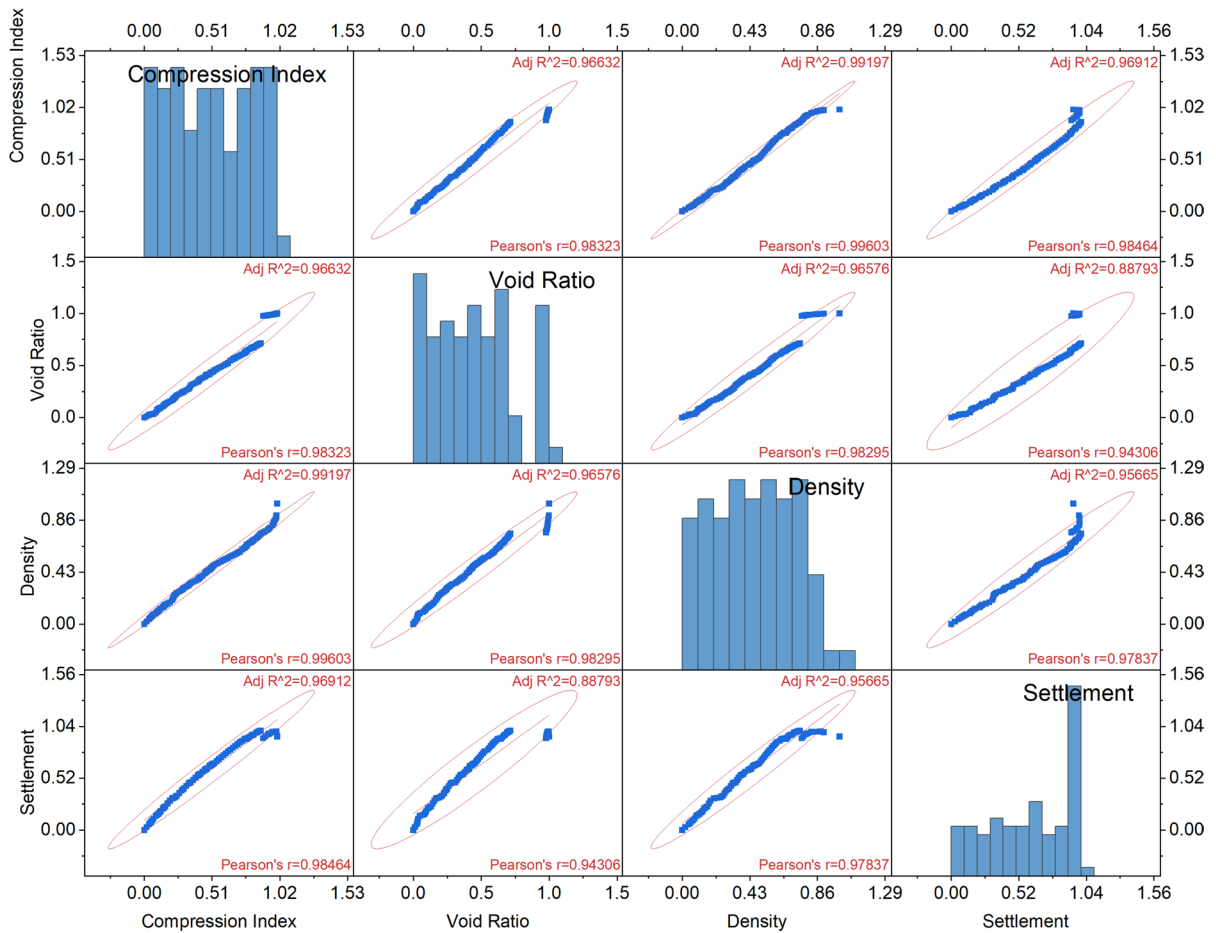 0.00 0.51 1.02 1.53 0.0 0.5 1.0 1.5 0.00 0.43 0.86 1.29 0.00 0.52 1.04 1.56
Compression Index
1.53
1.02
0.51
0.00
Compression Index
Adj R^2=0.96632
Pearson's r=0.98323
Adj R^2=0.99197
Pearson's r=0.99603
Adj R^2=0.96912
Pearson's r=0.98464
1.53
1.02
0.51
0.00
Void Ratio
1.5
1.0
0.5
0.0
Adj R^2=0.96632
Pearson's r=0.98323
Void Ratio
Adj R^2=0.96576
Pearson's r=0.98295
Adj R^2=0.88793
Pearson's r=0.94306
1.5
1.0
0.5
0.0
Density
1.29
0.86
0.43
0.00
Adj R^2=0.99197
Pearson's r=0.99603
Adj R^2=0.96576
Pearson's r=0.98295
Density
Adj R^2=0.95665
Pearson's r=0.97837
1.29
0.86
0.43
0.00
Settlement
1.56
1.04
0.52
0.00
Adj R^2=0.96912
Pearson's r=0.98464
Adj R^2=0.88793
Pearson's r=0.94306
Adj R^2=0.95665
Pearson's r=0.97837
Settlement
1.56
1.04
0.52
0.00
0.00 0.51 1.02 1.53 0.0 0.5 1.0 1.5 0.00 0.43 0.86 1.29 0.00 0.52 1.04 1.56
Compression Index Void Ratio Density Settlement